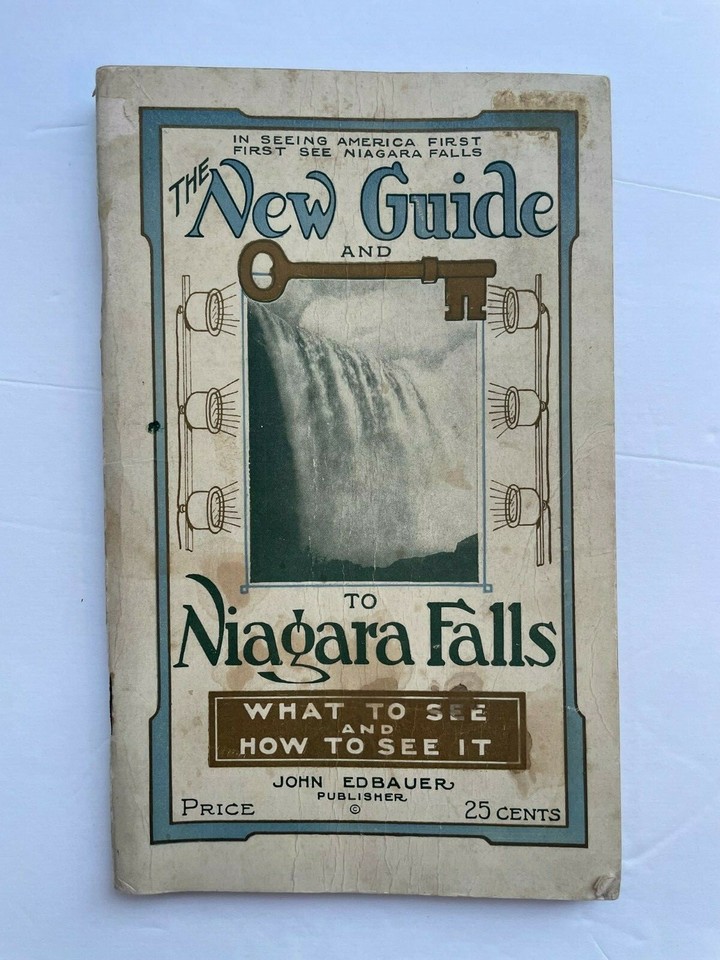 IN SEEING AMERICA FIRST
FIRST SEE NIAGARA FALLS
THE New Guide
AND
TO
Niagara Falls
WHAT TO SEE
AND
HOW TO SEE IT
JOHN EDBAUER
PUBLISHER
©
PRICE 25 CENTS